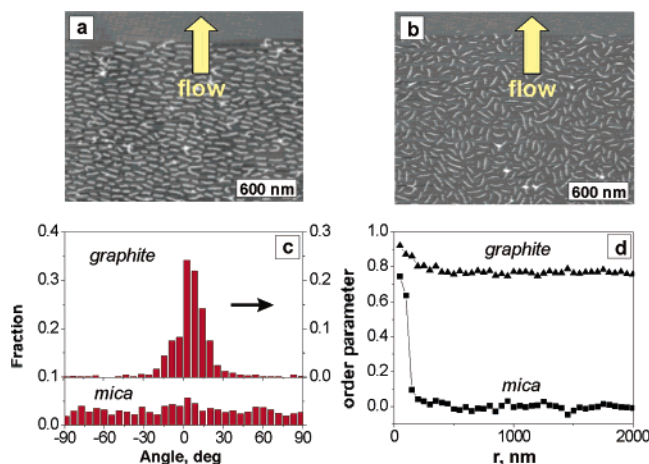 a
flow
600 nm
b
flow
600 nm
c
graphite
mica
Fraction
0.4
0.3
0.2
0.1
0.0
0.3
0.2
0.1
0.0
-90 -60 -30 0 30 60 90
Angle, deg
d
graphite
mica
order parameter
1.0
0.8
0.6
0.4
0.2
0.0
0 1000 2000
r, nm